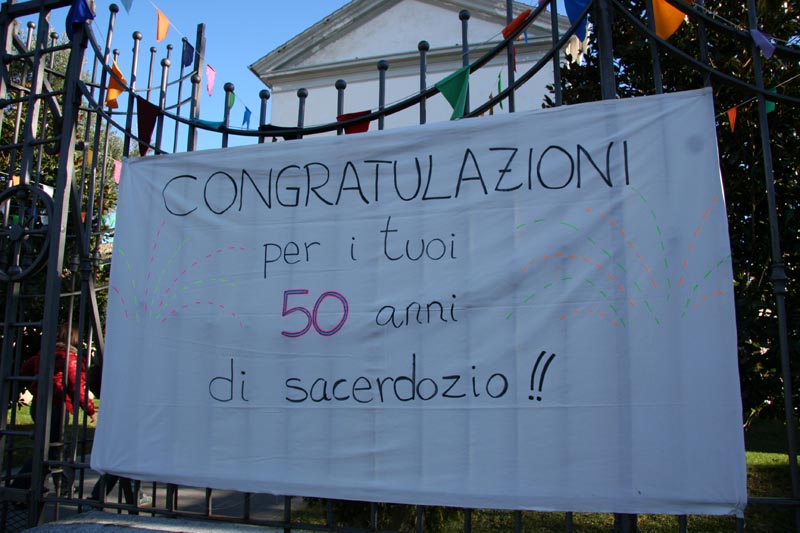 CONGRATULAZIONI
per i tuoi
50 anni
di sacerdozio!!